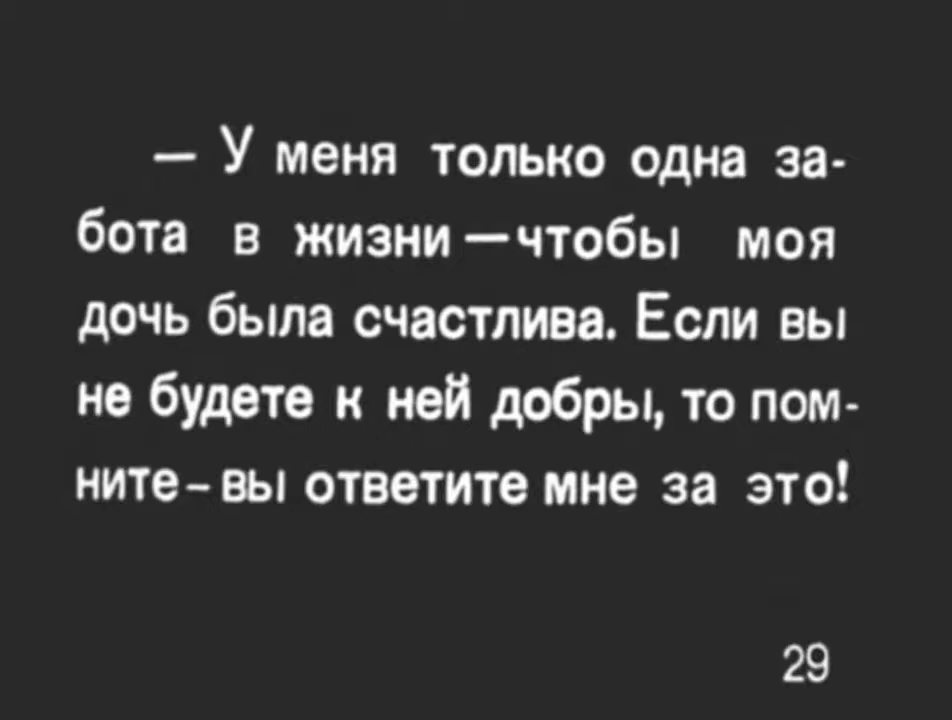 — У меня только одна за-
бота в жизни — чтобы моя
дочь была счастлива. Если вы
не будете к ней добры, то пом-
ните – вы ответите мне за это!
29